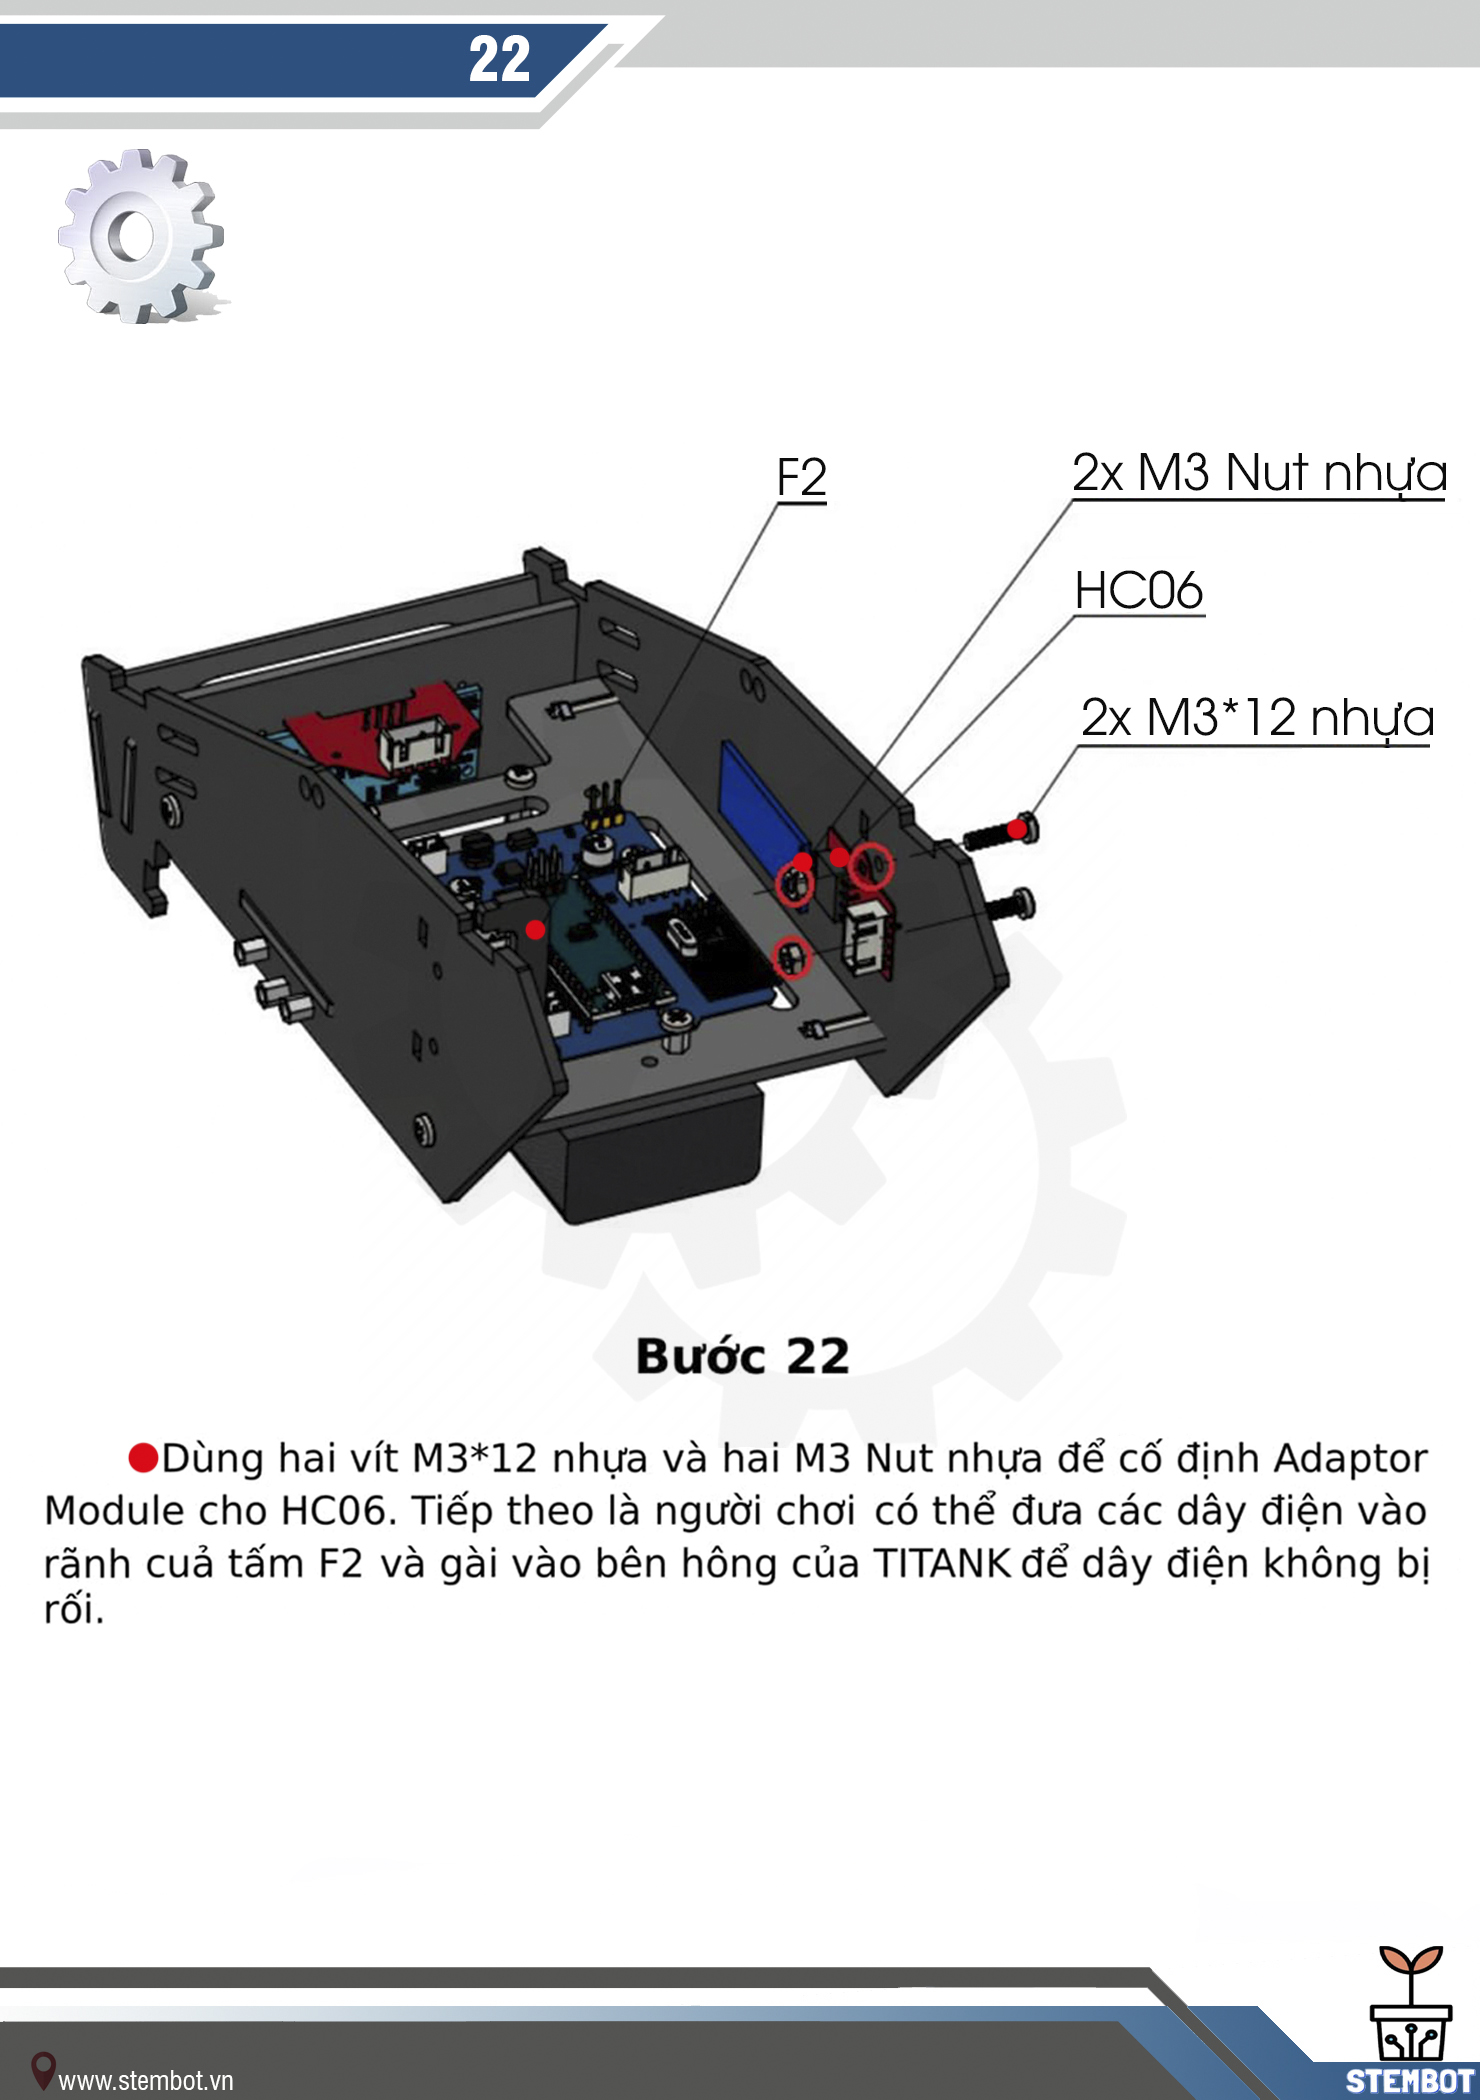 22
F2
2x M3 Nut nhựa
HC06
2x M3*12 nhựa
Bước 22
Dùng hai vít M3*12 nhựa và hai M3 Nut nhựa để cố định Adaptor
Module cho HC06. Tiếp theo là người chơi có thể đưa các dây điện vào
rãnh cuả tấm F2 và gài vào bên hông của TITANK để dây điện không bị
rối.
www.stembot.vn
STEMBOT